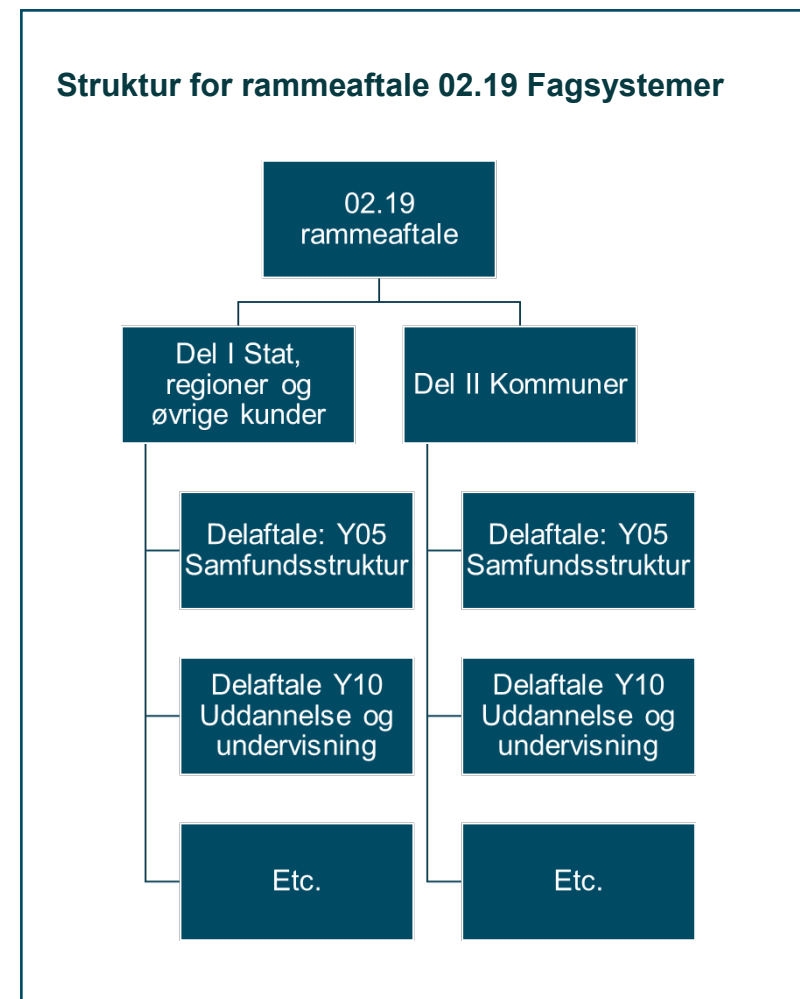 Struktur for rammeaftale 02.19 Fagsystemer
02.19
rammeaftale
Del I Stat,
regioner og
øvrige kunder
Del II Kommuner
Delaftale: Y05
Samfundsstruktur
Delaftale: Y05
Samfundsstruktur
Delaftale Y10
Uddannelse og
undervisning
Delaftale Y10
Uddannelse og
undervisning
Etc.
Etc.